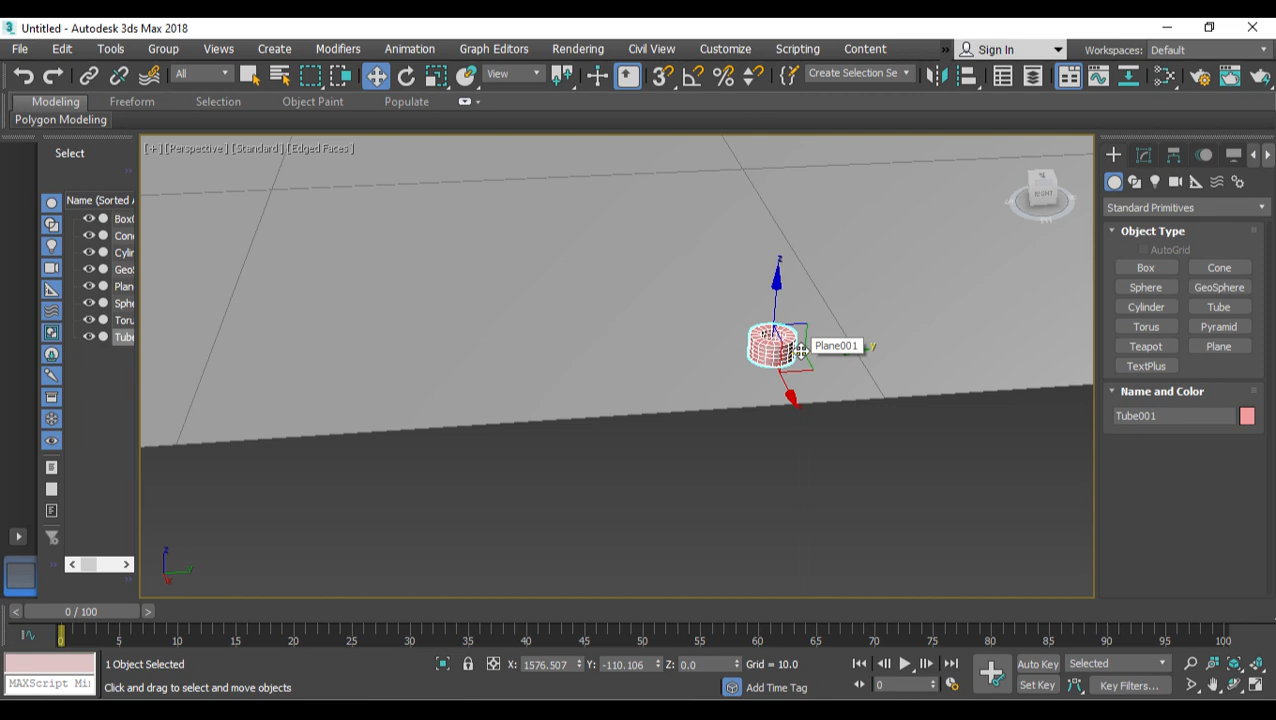 Untitled - Autodesk 3ds Max 2018
File Edit Tools Group Views Create Modifiers Animation Graph Editors Rendering Civil View Customize Scripting Content » Sign In Workspaces: Default
All View Create Selection Se
Modeling Freeform Selection Object Paint Populate
Polygon Modeling
Select
[+] [Perspective] [Standard] [Edged Faces]
Name (Sorted A
Box(
Con
Cylin
GeoS
Plan
Sphe
Toru
Tube
RIGHT
z
Plane001
y
Standard Primitives
Object Type
AutoGrid
Box Cone
Sphere GeoSphere
Cylinder Tube
Torus Pyramid
Teapot Plane
TextPlus
Name and Color
Tube001
0 / 100
0 5 10 15 20 25 30 35 40 45 50 55 60 65 70 75 80 85 90 95 100
1 Object Selected X: 1576.507 Y: -110.106 Z: 0.0 Grid = 10.0 Auto Key Selected
MAXScript Mi: Click and drag to select and move objects Add Time Tag 0 Set Key Key Filters...